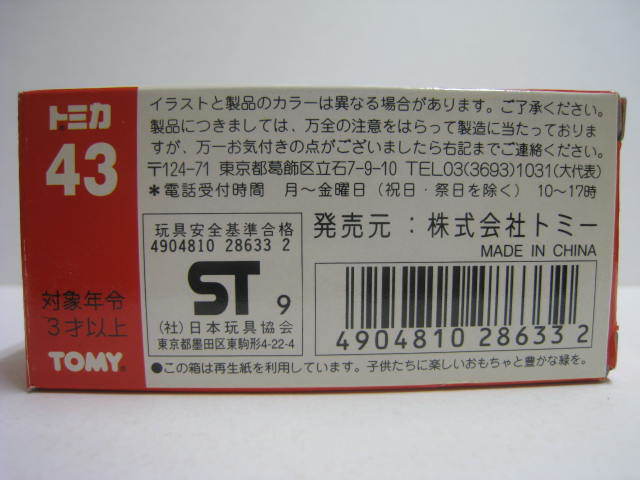 トミカ
43
対象年令
3才以上
TOMY
イラストと製品のカラーは異なる場合があります。ご了承ください。
製品につきましては、万全の注意をはらって製造に当たっておりま
すが、万一お気付きの点がございましたら右記までご連絡ください。
〒124-71 東京都葛飾区立石7-9-10 TEL03(3693)1031(大代表)
*電話受付時間 月〜金曜日(祝日・祭日を除く) 10〜17時
玩具安全基準合格
4904810 28633 2
ST 9
(社)日本玩具協会
東京都墨田区東駒形4-22-4
発売元:株式会社トミー
MADE IN CHINA
4904810 286332
●この箱は再生紙を利用しています。子供たちに楽しいおもちゃと豊かな緑を。